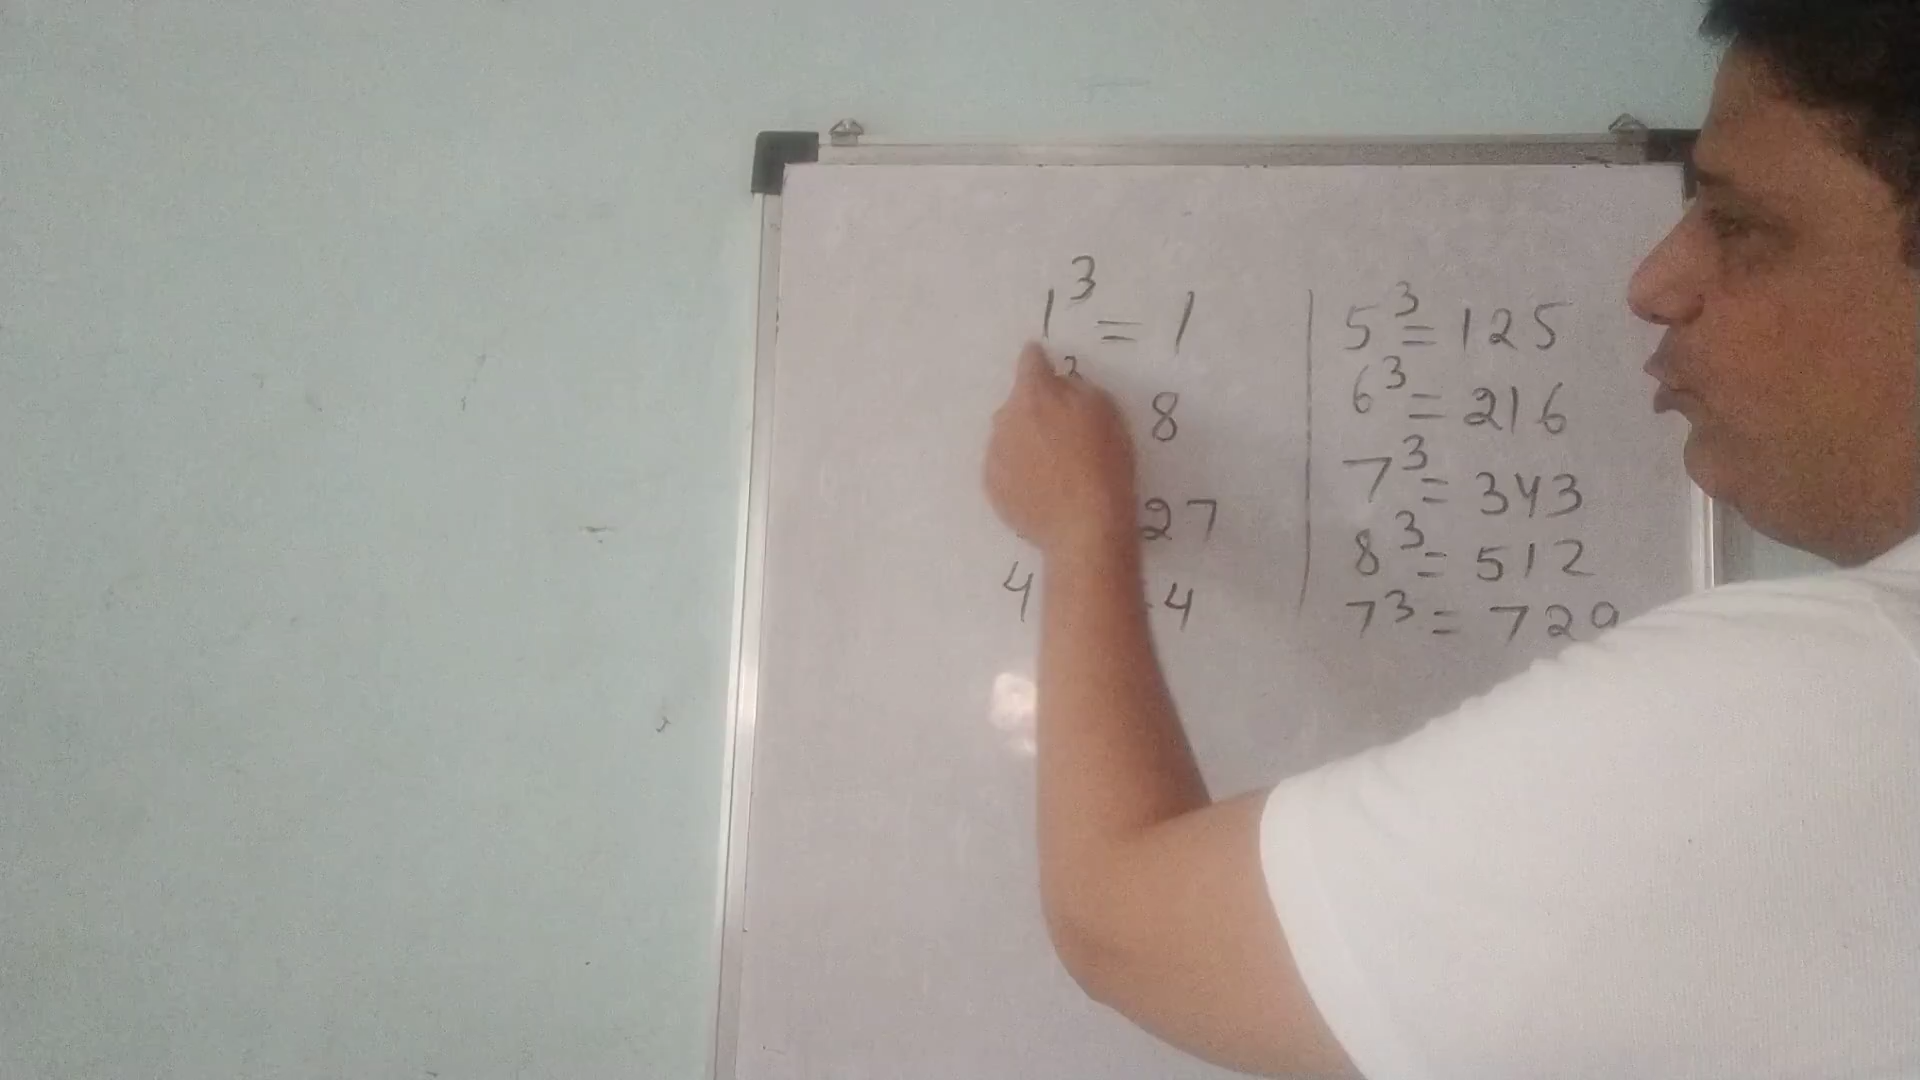 1³ = 1
8
27
4 4
5³ = 125
6³ = 216
7³ = 343
8³ = 512
7³ = 729